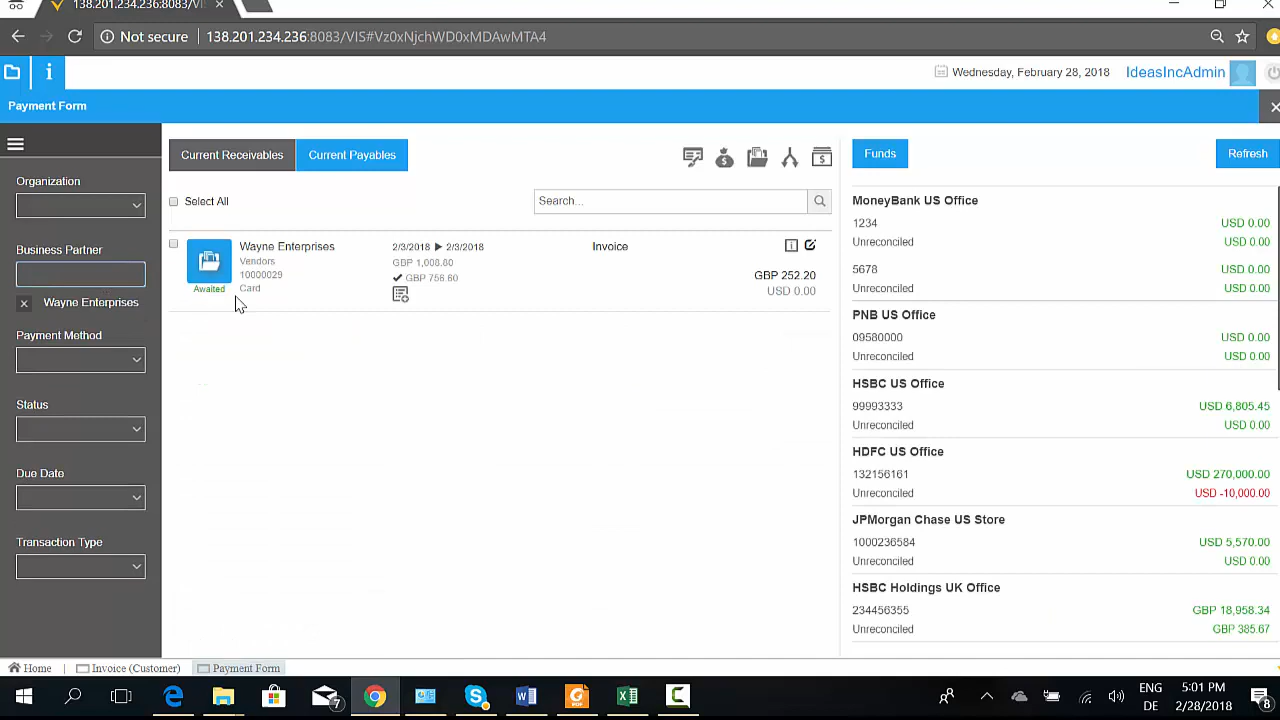 138.201.234.236:8083/VI
Not secure 138.201.234.236:8083/VIS#Vz0xNjchWD0xMDAwMTA4
Wednesday, February 28, 2018 IdeasIncAdmin
Payment Form
Organization
Business Partner
Wayne Enterprises
Payment Method
Status
Due Date
Transaction Type
Current Receivables Current Payables
Select All Search...
Wayne Enterprises 2/3/2018 ▶ 2/3/2018 Invoice
Vendors GBP 1,008.80
10000029 GBP 756.60 GBP 252.20
Awaited Card USD 0.00
Funds Refresh
MoneyBank US Office
1234 USD 0.00
Unreconciled USD 0.00
5678 USD 0.00
Unreconciled USD 0.00
PNB US Office
09580000 USD 0.00
Unreconciled USD 0.00
HSBC US Office
99993333 USD 6,805.45
Unreconciled USD 0.00
HDFC US Office
132156161 USD 270,000.00
Unreconciled USD -10,000.00
JPMorgan Chase US Store
1000236584 USD 5,570.00
Unreconciled USD 0.00
HSBC Holdings UK Office
234456355 GBP 18,958.34
Unreconciled GBP 385.67
Home Invoice (Customer) Payment Form
7 ENG 5:01 PM
DE 2/28/2018 8